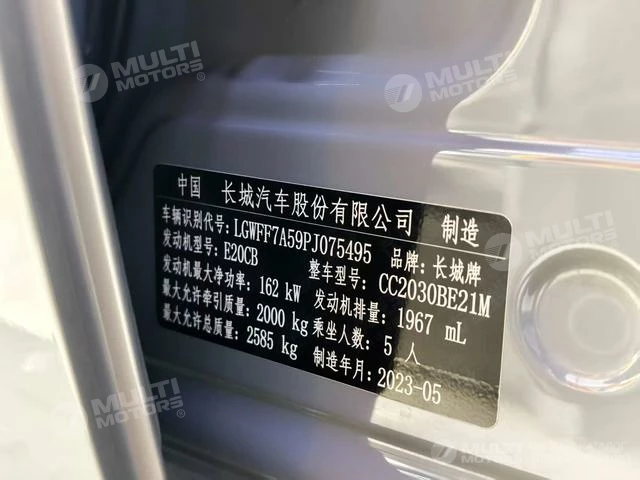 MULTI MOTORS®
MULTI MOTORS®
中国 长城汽车股份有限公司 制造
车辆识别代号: LGWFF7A59PJ075495 品牌: 长城牌
发动机型号: E20CB 整车型号: CC2030BE21M
发动机最大净功率: 162 kW 发动机排量: 1967 mL
最大允许牵引质量: 2000 kg 乘坐人数: 5 人
最大允许总质量: 2585 kg 制造年月: 2023-05
MULTI MOTORS®
MULTI MOTORS